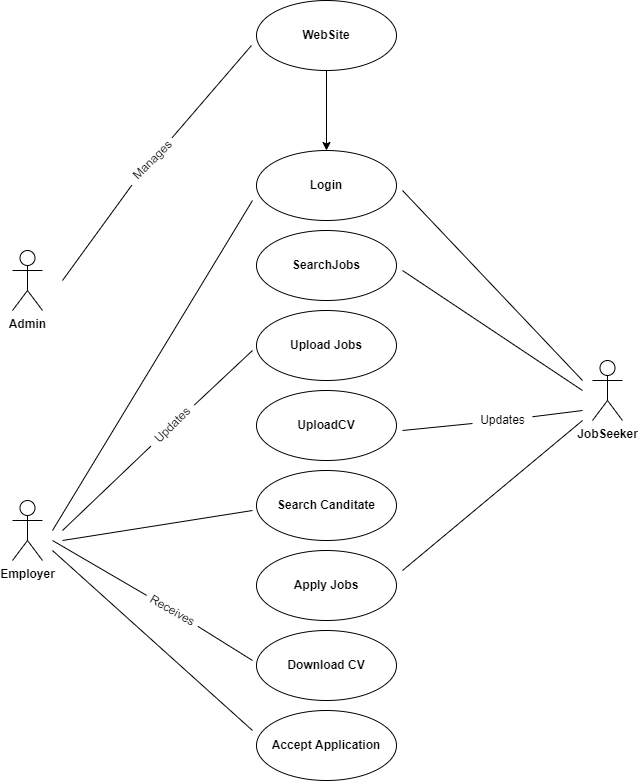 WebSite
Manages
Login
SearchJobs
Admin
Upload Jobs
Updates
UploadCV
Updates
JobSeeker
Search Canditate
Employer
Apply Jobs
Receives
Download CV
Accept Application